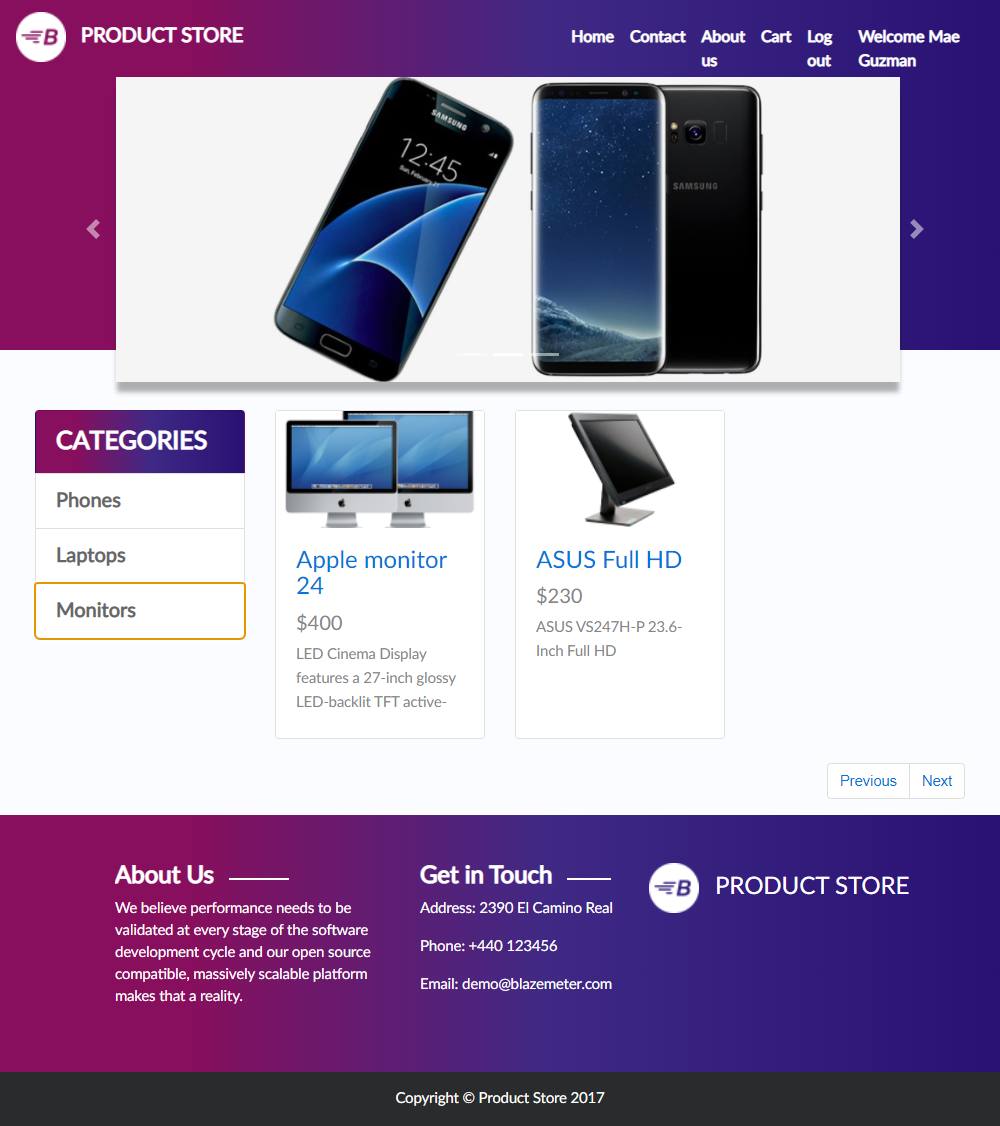 B PRODUCT STORE
Home Contact About us Cart Log out Welcome Mae Guzman
SAMSUNG
12:45
Sun, February 21
SAMSUNG
CATEGORIES
Phones
Laptops
Monitors
Apple monitor
24
$400
LED Cinema Display
features a 27-inch glossy
LED-backlit TFT active-
ASUS Full HD
$230
ASUS VS247H-P 23.6-
Inch Full HD
Previous Next
About Us
We believe performance needs to be
validated at every stage of the software
development cycle and our open source
compatible, massively scalable platform
makes that a reality.
Get in Touch
Address: 2390 El Camino Real
Phone: +440 123456
Email: demo@blazemeter.com
B PRODUCT STORE
Copyright © Product Store 2017